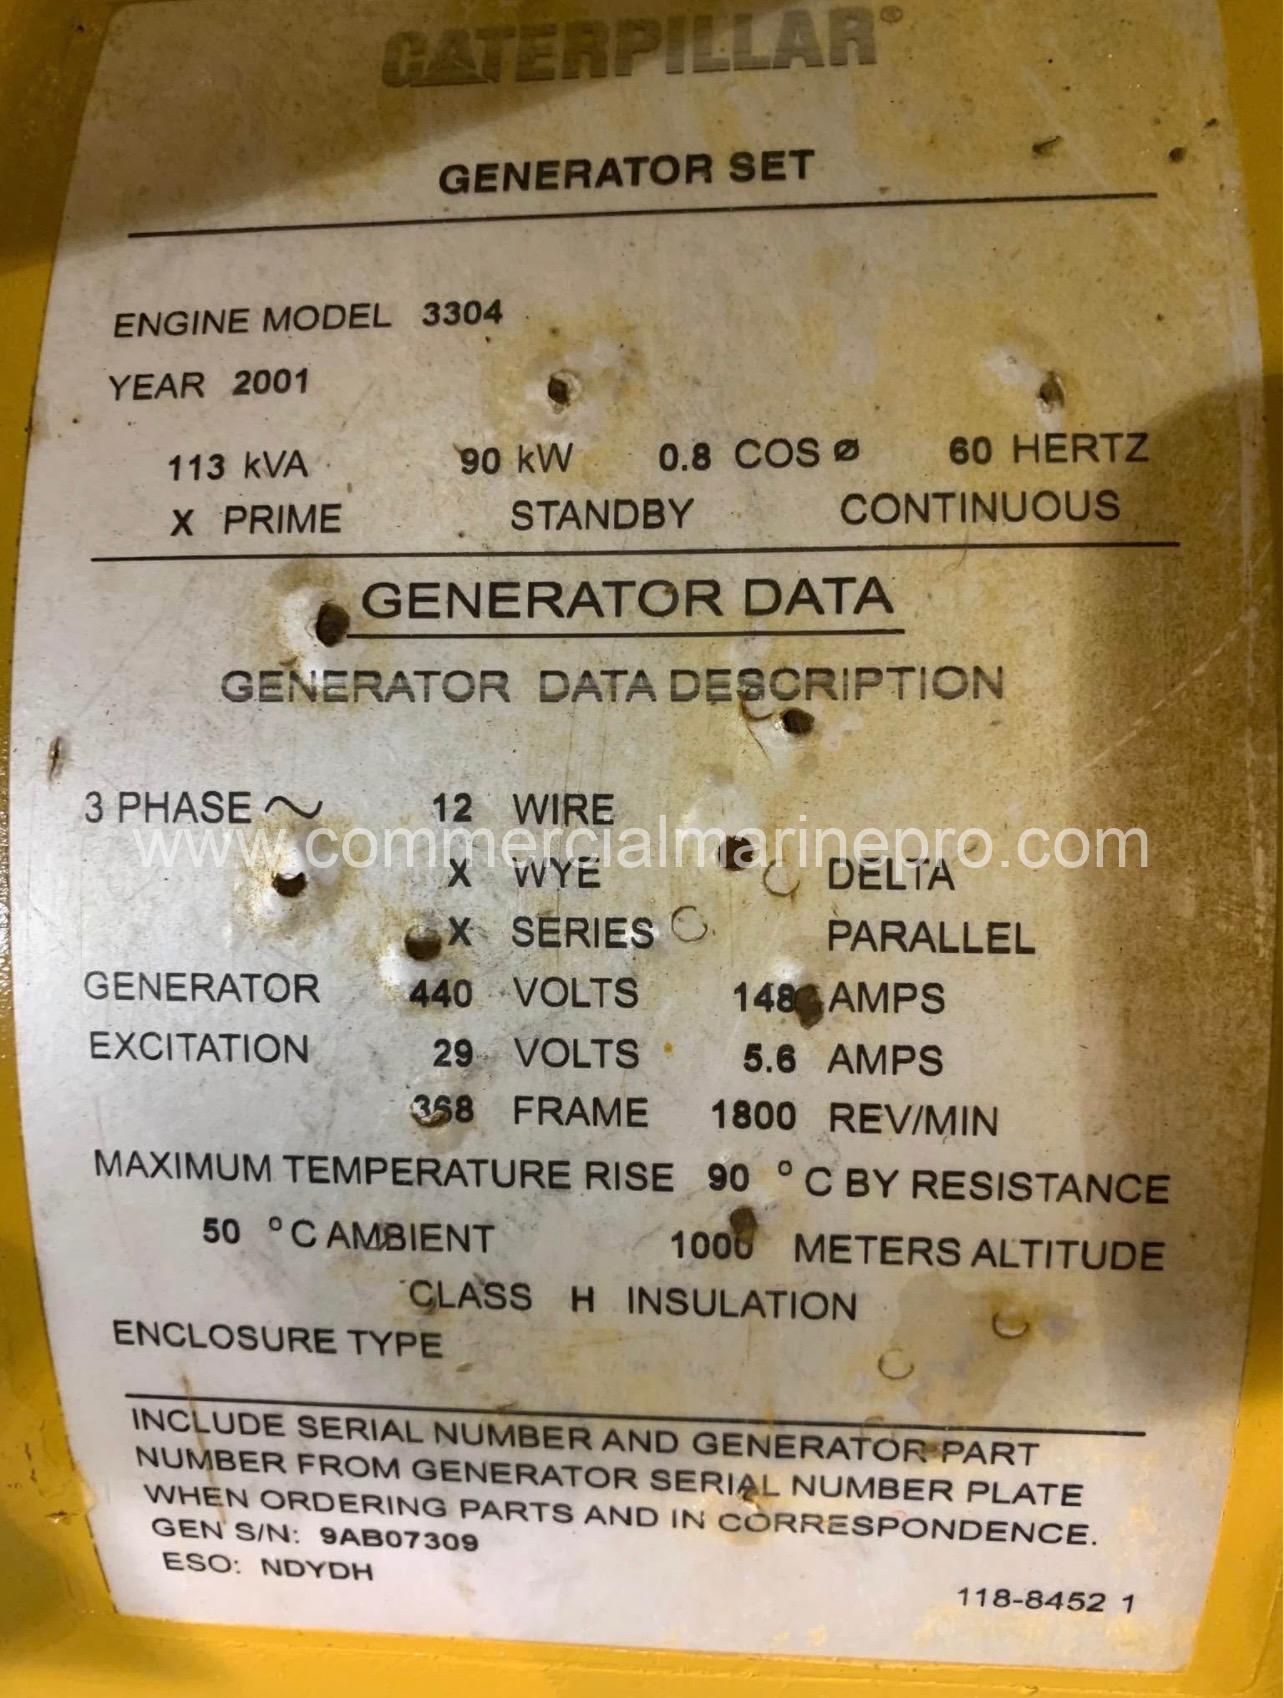 CATERPILLAR®
GENERATOR SET
ENGINE MODEL 3304
YEAR 2001
113 kVA 90 kW 0.8 COS ø 60 HERTZ
X PRIME STANDBY CONTINUOUS
GENERATOR DATA
GENERATOR DATA DESCRIPTION
3 PHASE ～ 12 WIRE
www.commercialmarinepro.com
X WYE DELTA
X SERIES PARALLEL
GENERATOR 440 VOLTS 148 AMPS
EXCITATION 29 VOLTS 5.6 AMPS
368 FRAME 1800 REV/MIN
MAXIMUM TEMPERATURE RISE 90 °C BY RESISTANCE
50 °C AMBIENT 1000 METERS ALTITUDE
CLASS H INSULATION
ENCLOSURE TYPE
INCLUDE SERIAL NUMBER AND GENERATOR PART
NUMBER FROM GENERATOR SERIAL NUMBER PLATE
WHEN ORDERING PARTS AND IN CORRESPONDENCE.
GEN S/N: 9AB07309
ESO: NDYDH
118-8452 1